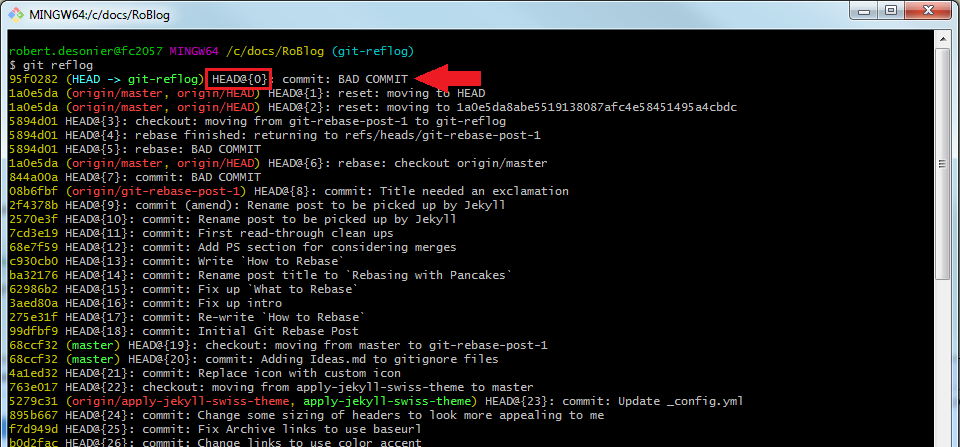 MINGW64:/c/docs/RoBlog
robert.desonier@fc2057 MINGW64 /c/docs/RoBlog (git-reflog)
$ git reflog
95f0282 (HEAD -> git-reflog) HEAD@{0}: commit: BAD COMMIT
1a0e5da (origin/master, origin/HEAD) HEAD@{1}: reset: moving to HEAD
1a0e5da (origin/master, origin/HEAD) HEAD@{2}: reset: moving to 1a0e5da8abe5519138087afc4e58451495a4cbdc
5894d01 HEAD@{3}: checkout: moving from git-rebase-post-1 to git-reflog
5894d01 HEAD@{4}: rebase finished: returning to refs/heads/git-rebase-post-1
5894d01 HEAD@{5}: rebase: BAD COMMIT
1a0e5da (origin/master, origin/HEAD) HEAD@{6}: rebase: checkout origin/master
844a00a HEAD@{7}: commit: BAD COMMIT
08b6fbf (origin/git-rebase-post-1) HEAD@{8}: commit: Title needed an exclamation
2f4378b HEAD@{9}: commit (amend): Rename post to be picked up by Jekyll
2570e3f HEAD@{10}: commit: Rename post to be picked up by Jekyll
7cd3e19 HEAD@{11}: commit: First read-through clean ups
68e7f59 HEAD@{12}: commit: Add PS section for considering merges
c930cb0 HEAD@{13}: commit: Write `How to Rebase`
ba32176 HEAD@{14}: commit: Rename post title to `Rebasing with Pancakes`
62986b2 HEAD@{15}: commit: Fix up `What to Rebase`
3aed80a HEAD@{16}: commit: Fix up intro
275e31f HEAD@{17}: commit: Re-write `How to Rebase`
99dfbf9 HEAD@{18}: commit: Initial Git Rebase Post
68ccf32 (master) HEAD@{19}: checkout: moving from master to git-rebase-post-1
68ccf32 (master) HEAD@{20}: commit: Adding Ideas.md to gitignore files
4a1ed32 HEAD@{21}: commit: Replace icon with custom icon
763e017 HEAD@{22}: checkout: moving from apply-jekyll-swiss-theme to master
5279c31 (origin/apply-jekyll-swiss-theme, apply-jekyll-swiss-theme) HEAD@{23}: commit: Update _config.yml
895b667 HEAD@{24}: commit: Change some sizing of headers to look more appealing to me
f7d949d HEAD@{25}: commit: Fix Archive links to use baseurl
b0d2fac HEAD@{26}: commit: Change links to use color accent